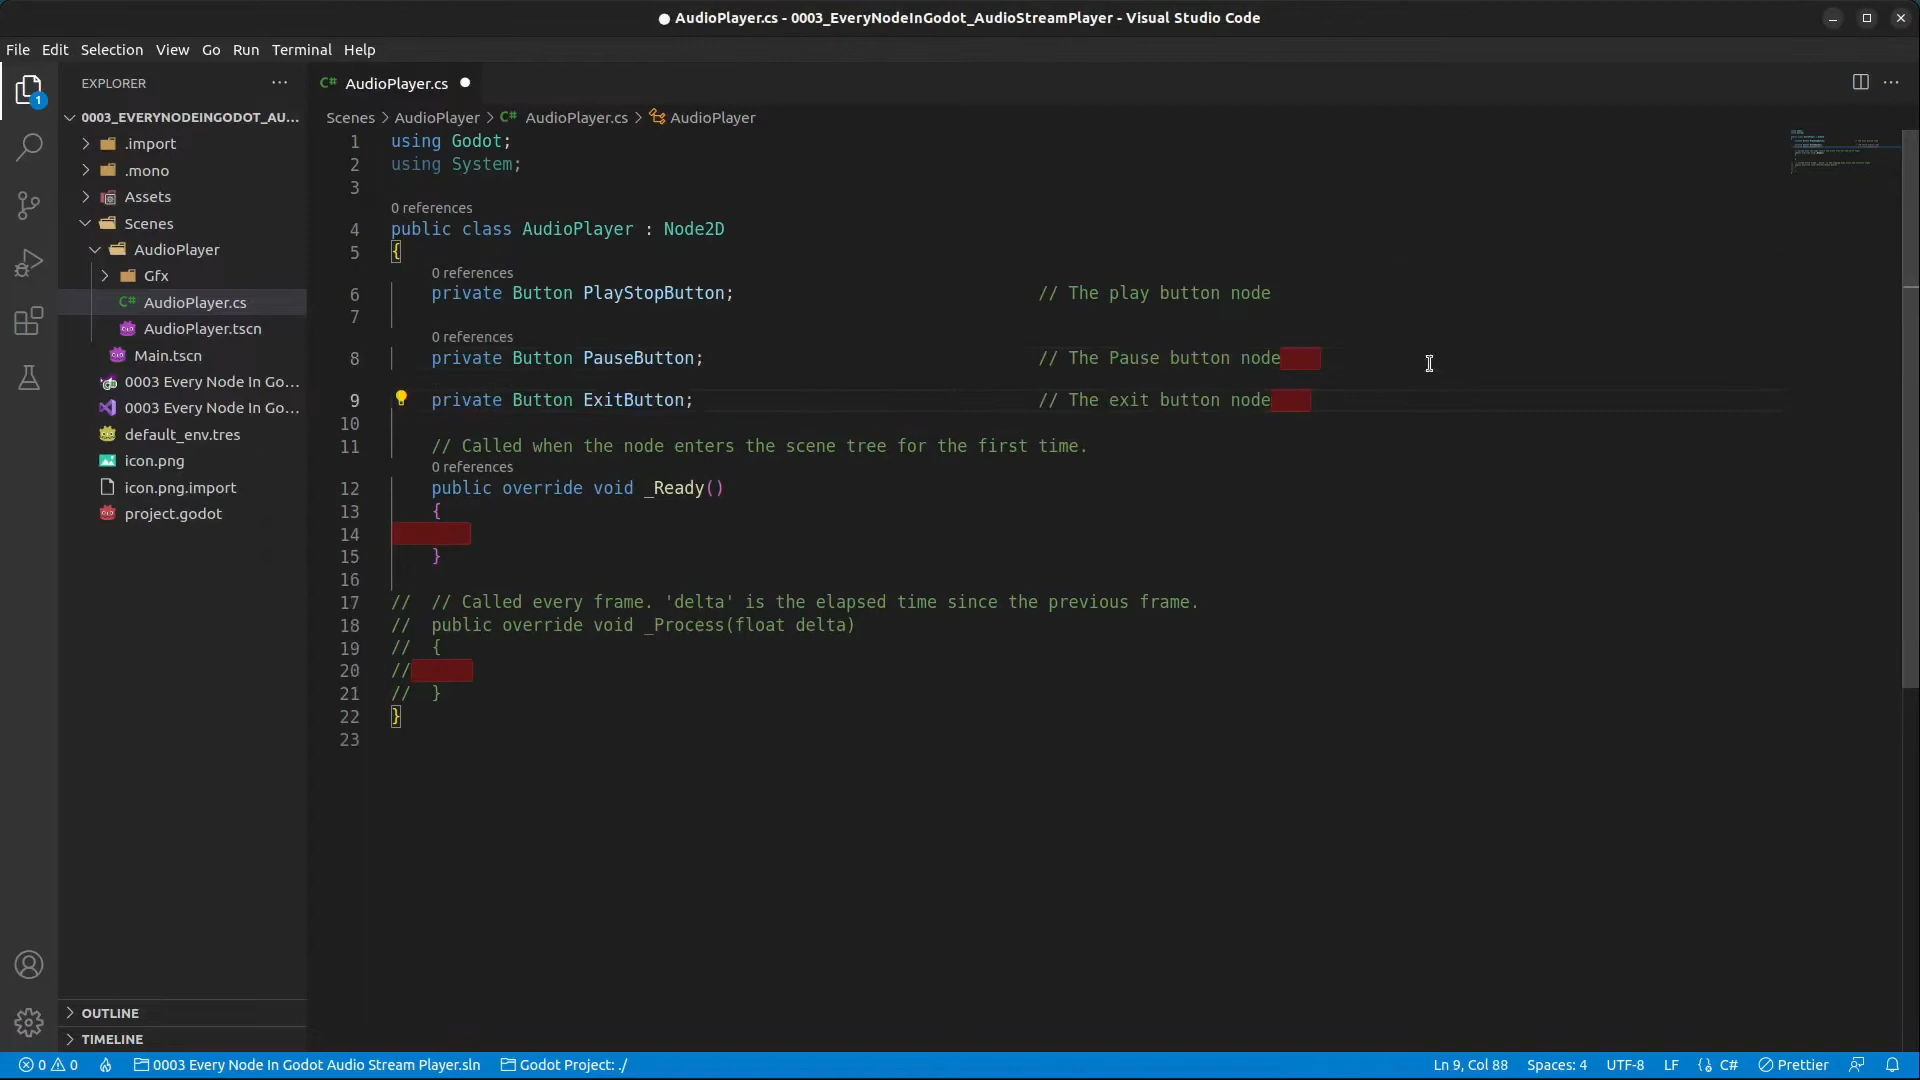 AudioPlayer.cs - 0003_EveryNodeInGodot_AudioStreamPlayer - Visual Studio Code
File Edit Selection View Go Run Terminal Help
1
EXPLORER
0003_EVERYNODEINGODOT_AU...
.import
.mono
Assets
Scenes
AudioPlayer
Gfx
AudioPlayer.cs
AudioPlayer.tscn
Main.tscn
0003 Every Node In Go...
0003 Every Node In Go...
default_env.tres
icon.png
icon.png.import
project.godot
OUTLINE
TIMELINE
C# AudioPlayer.cs
Scenes > AudioPlayer > C# AudioPlayer.cs > AudioPlayer
1 using Godot;
2 using System;
3
0 references
4 public class AudioPlayer : Node2D
5 {
0 references
6 private Button PlayStopButton; // The play button node
7
0 references
8 private Button PauseButton; // The Pause button node
9 private Button ExitButton; // The exit button node
10
11 // Called when the node enters the scene tree for the first time.
0 references
12 public override void _Ready()
13 {
14
15 }
16
17 // // Called every frame. 'delta' is the elapsed time since the previous frame.
18 // public override void _Process(float delta)
19 // {
20 //
21 // }
22 }
23
0 0 0003 Every Node In Godot Audio Stream Player.sln Godot Project: ./ Ln 9, Col 88 Spaces: 4 UTF-8 LF {} C# Prettier